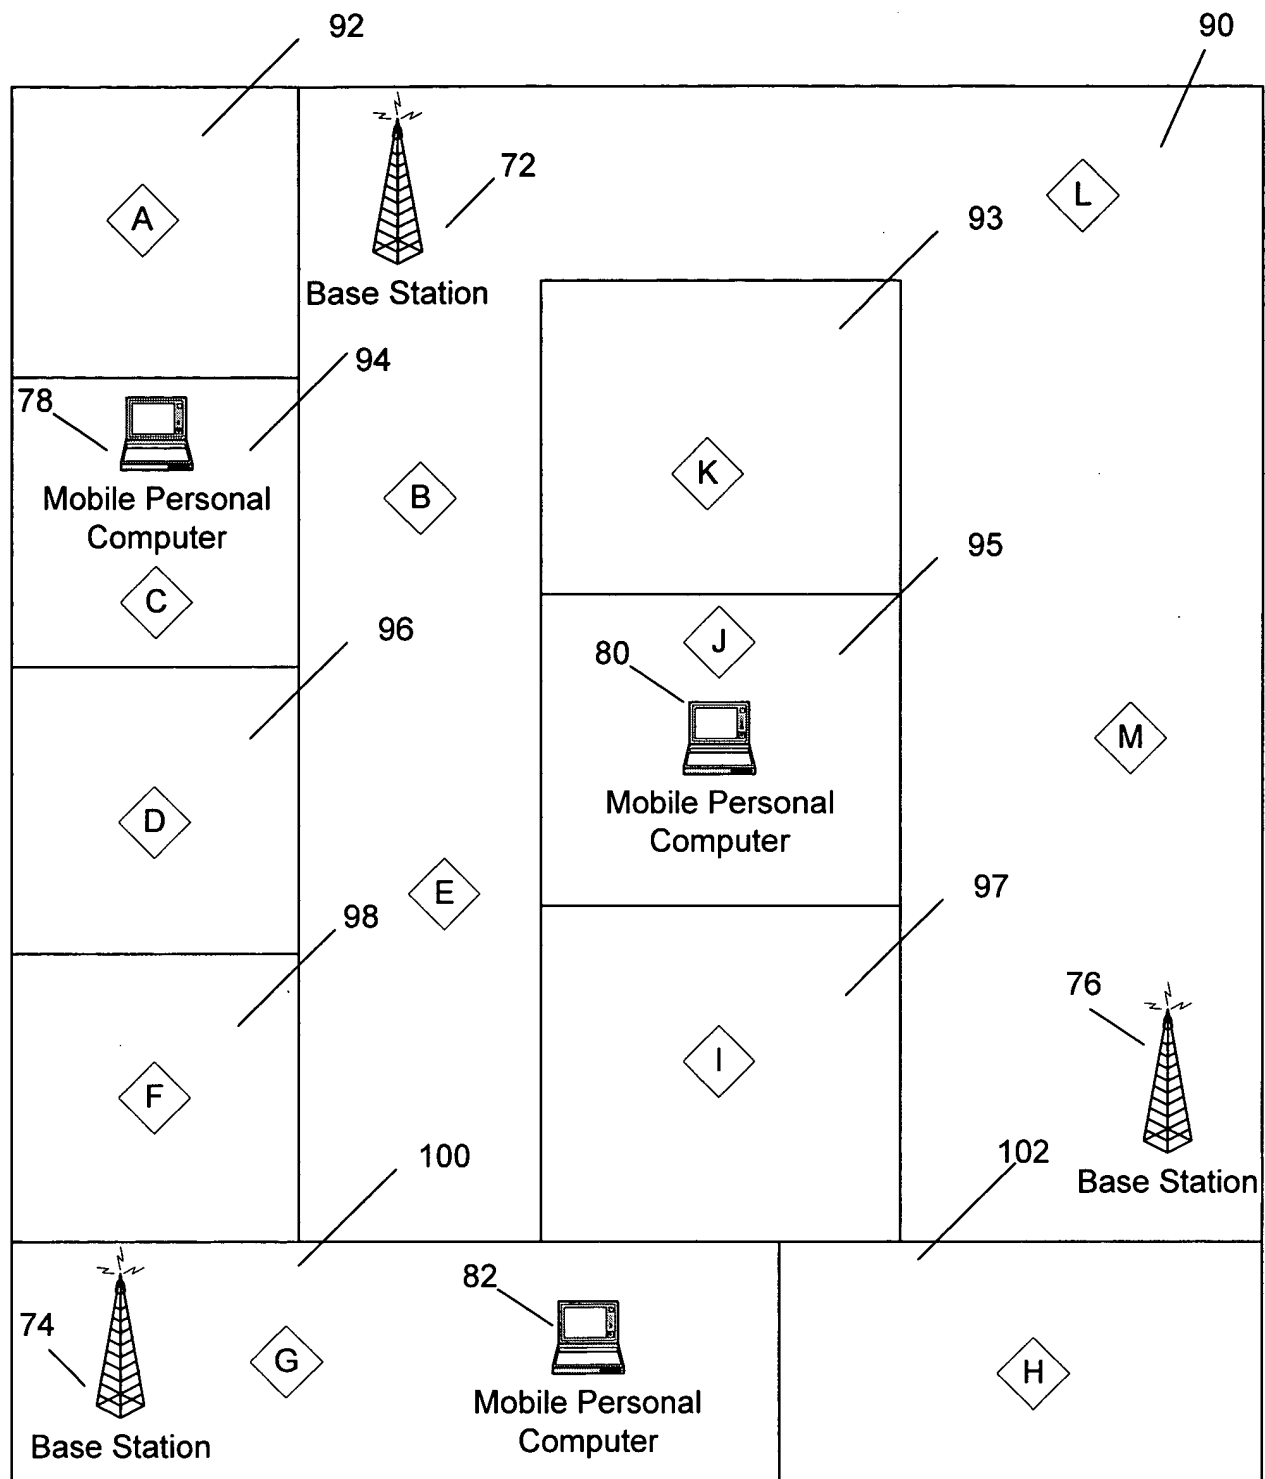 92
90
72
L
A
93
Base Station
94
78
K
B
Mobile Personal
Computer
95
C
96
J
80
M
Mobile Personal
D
Computer
97
E
98
76
I
F
100
102
Base Station
82
74
G
H
Mobile Personal
Computer
Base Station